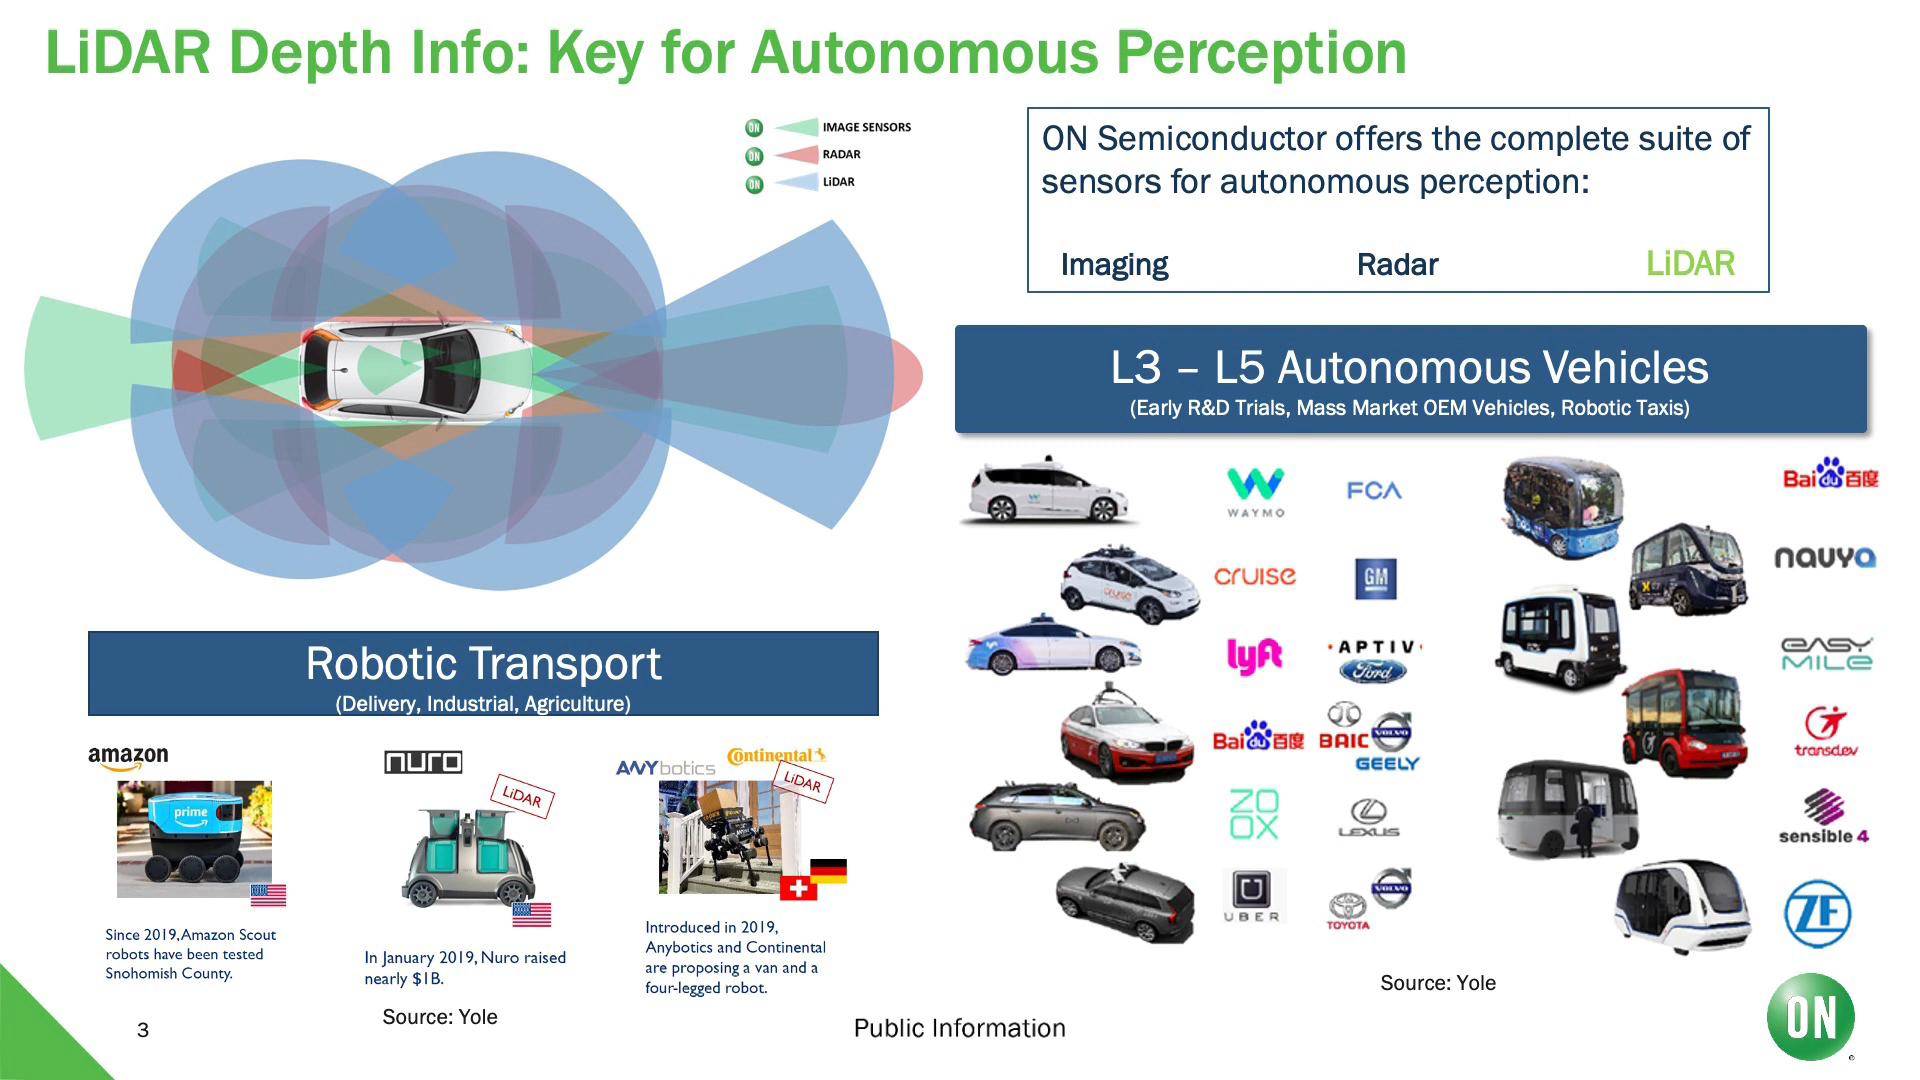 LiDAR Depth Info: Key for Autonomous Perception
ON IMAGE SENSORS
ON RADAR
ON LiDAR
ON Semiconductor offers the complete suite of
sensors for autonomous perception:
Imaging Radar LiDAR
L3 – L5 Autonomous Vehicles
(Early R&D Trials, Mass Market OEM Vehicles, Robotic Taxis)
WAYMO FCA
cruise GM
lyft • APTIV •
Ford
Baidu百度 BAIC VOLVO
GEELY
ZOOX LEXUS
UBER TOYOTA VOLVO
Baidu百度
navya
EASY
MILE
transdev
sensible 4
ZF
Source: Yole
Robotic Transport
(Delivery, Industrial, Agriculture)
amazon
prime
Since 2019,Amazon Scout
robots have been tested
Snohomish County.
nuro
LiDAR
In January 2019, Nuro raised
nearly $1B.
ANYbotics Continental
LiDAR
Introduced in 2019,
Anybotics and Continental
are proposing a van and a
four-legged robot.
Source: Yole
3
Public Information
ON